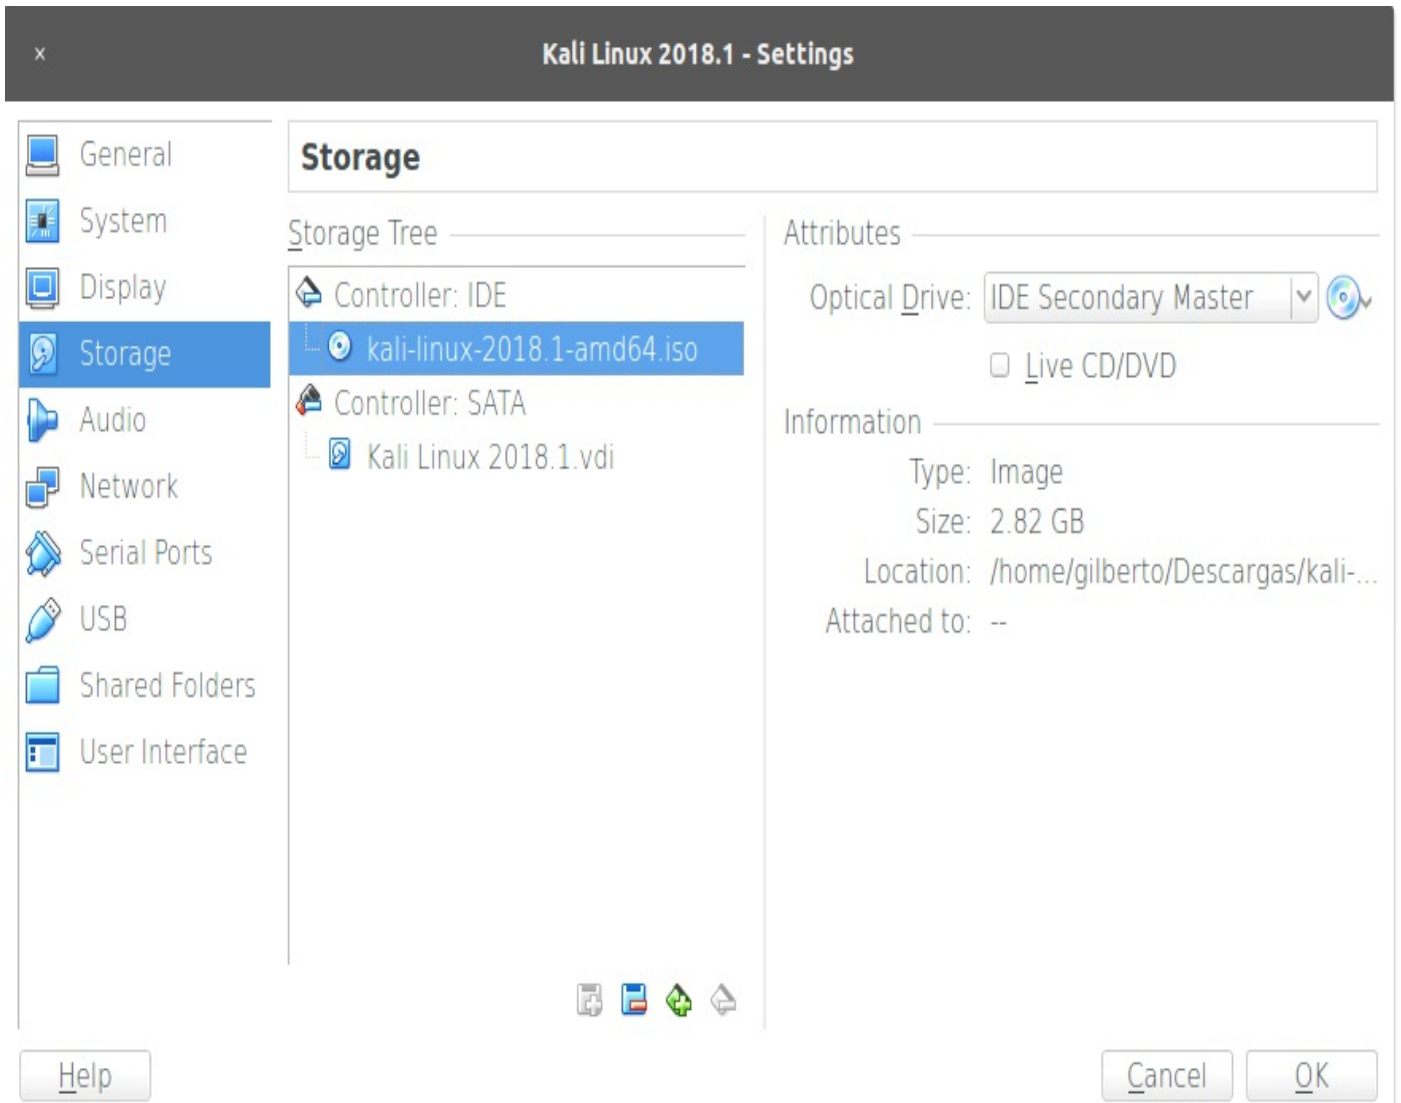 x
Kali Linux 2018.1 - Settings
General
System
Display
Storage
Audio
Network
Serial Ports
USB
Shared Folders
User Interface
Storage
Storage Tree
Controller: IDE
kali-linux-2018.1-amd64.iso
Controller: SATA
Kali Linux 2018.1.vdi
Attributes
Optical Drive: IDE Secondary Master
Live CD/DVD
Information
Type: Image
Size: 2.82 GB
Location: /home/gilberto/Descargas/kali-...
Attached to: --
Help
Cancel
OK